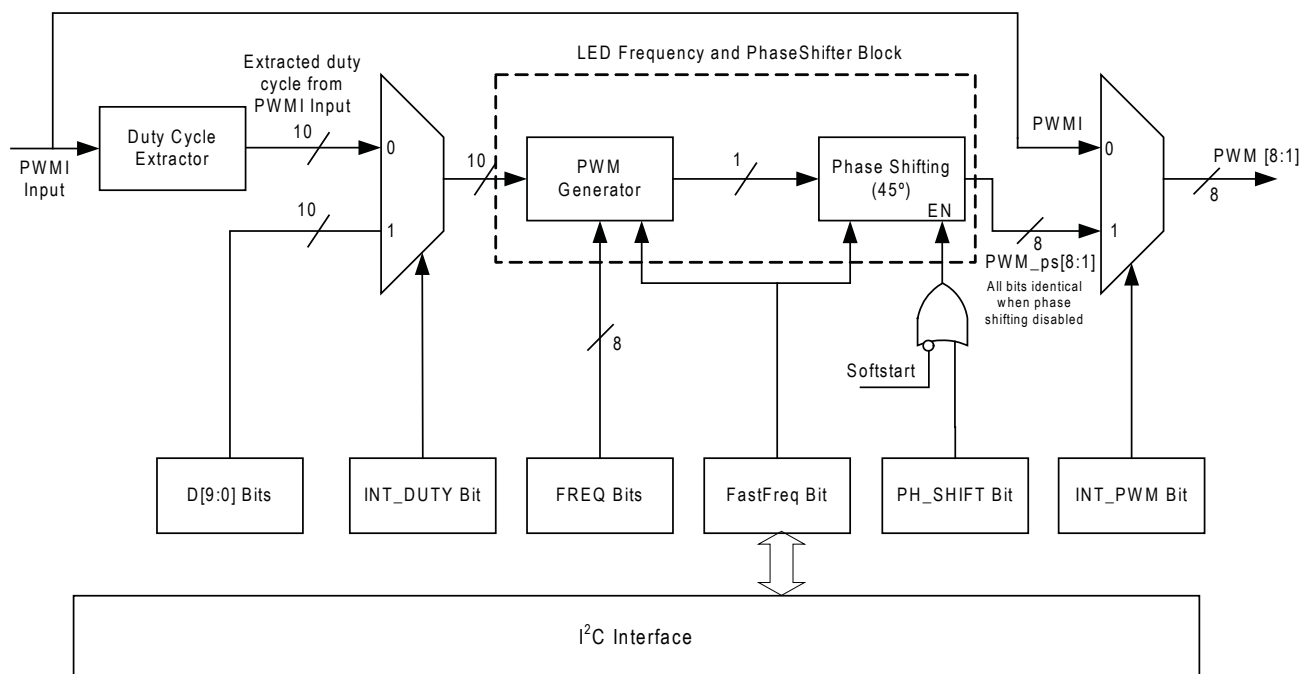 LED Frequency and PhaseShifter Block
Extracted duty
cycle from
PWMI Input
10
Duty Cycle
Extractor
PWMI
Input
0
10
1
10
PWM
Generator
1
Phase Shifting
(45º)
EN
PWMI
0
PWM [8:1]
8
8
1
PWM_ps[8:1]
All bits identical
when phase
shifting disabled
8
Softstart
D[9:0] Bits
INT_DUTY Bit
FREQ Bits
FastFreq Bit
PH_SHIFT Bit
INT_PWM Bit
I²C Interface